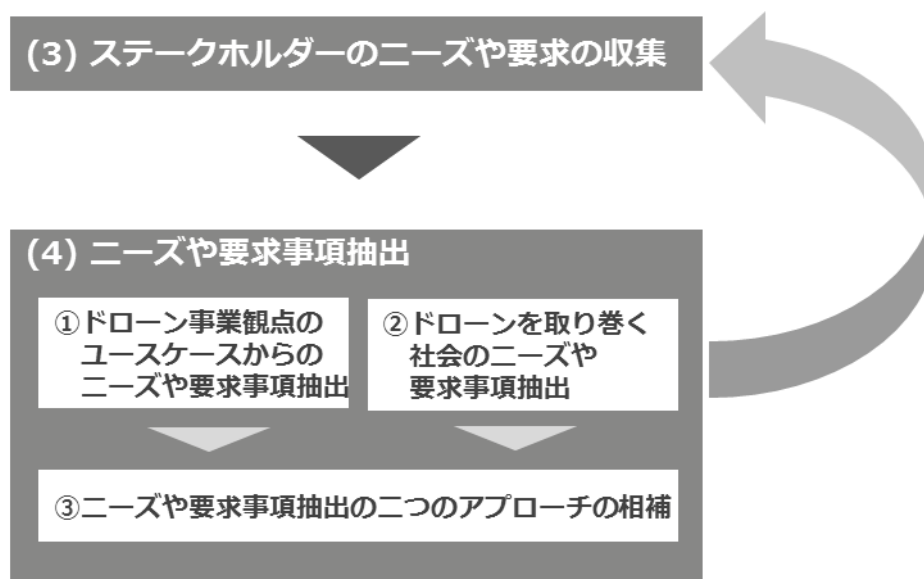 (3) ステークホルダーのニーズや要求の収集
(4) ニーズや要求事項抽出
①ドローン事業観点の
ユースケースからの
ニーズや要求事項抽出
②ドローンを取り巻く
社会のニーズや
要求事項抽出
③ニーズや要求事項抽出の二つのアプローチの相補